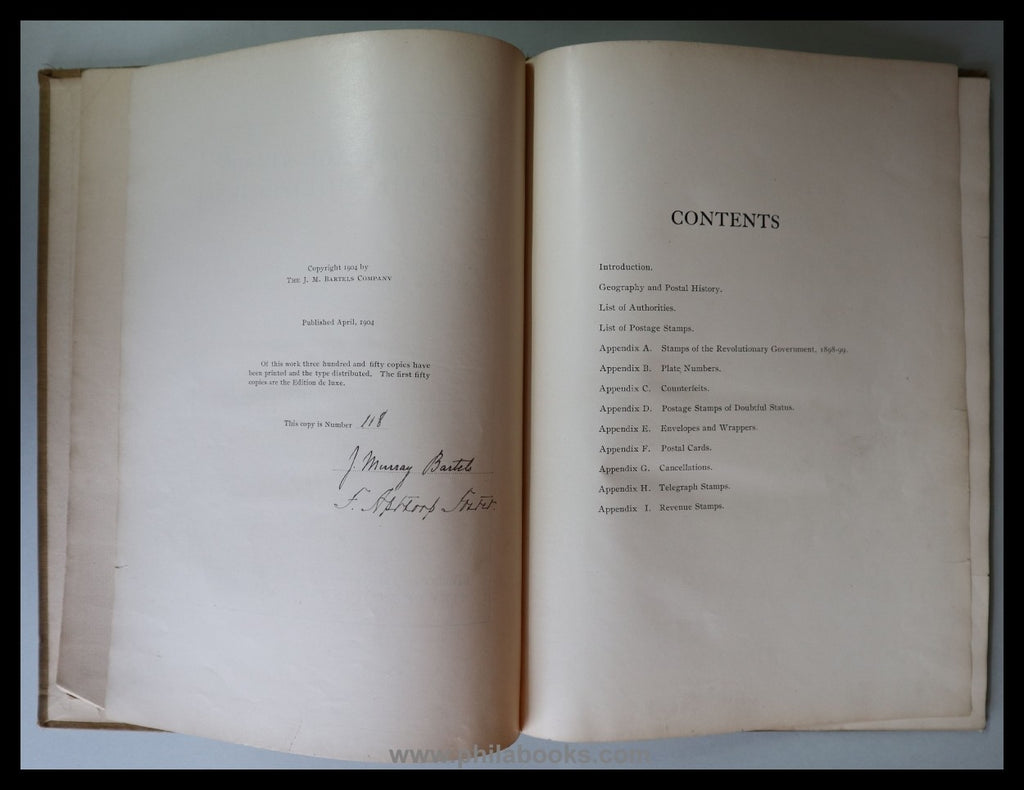 Copyright 1904 by
THE J. M. BARTELS COMPANY
Published April, 1904
Of this work three hundred and fifty copies have
been printed and the type distributed. The first fifty
copies are the Edition de luxe.
This copy is Number 118
J. Murray Bartels
F. Apthorp Foster.
CONTENTS
Introduction.
Geography and Postal History.
List of Authorities.
List of Postage Stamps.
Appendix A. Stamps of the Revolutionary Government, 1898-99.
Appendix B. Plate Numbers.
Appendix C. Counterfeits.
Appendix D. Postage Stamps of Doubtful Status.
Appendix E. Envelopes and Wrappers.
Appendix F. Postal Cards.
Appendix G. Cancellations.
Appendix H. Telegraph Stamps.
Appendix I. Revenue Stamps.
www.philabooks.com